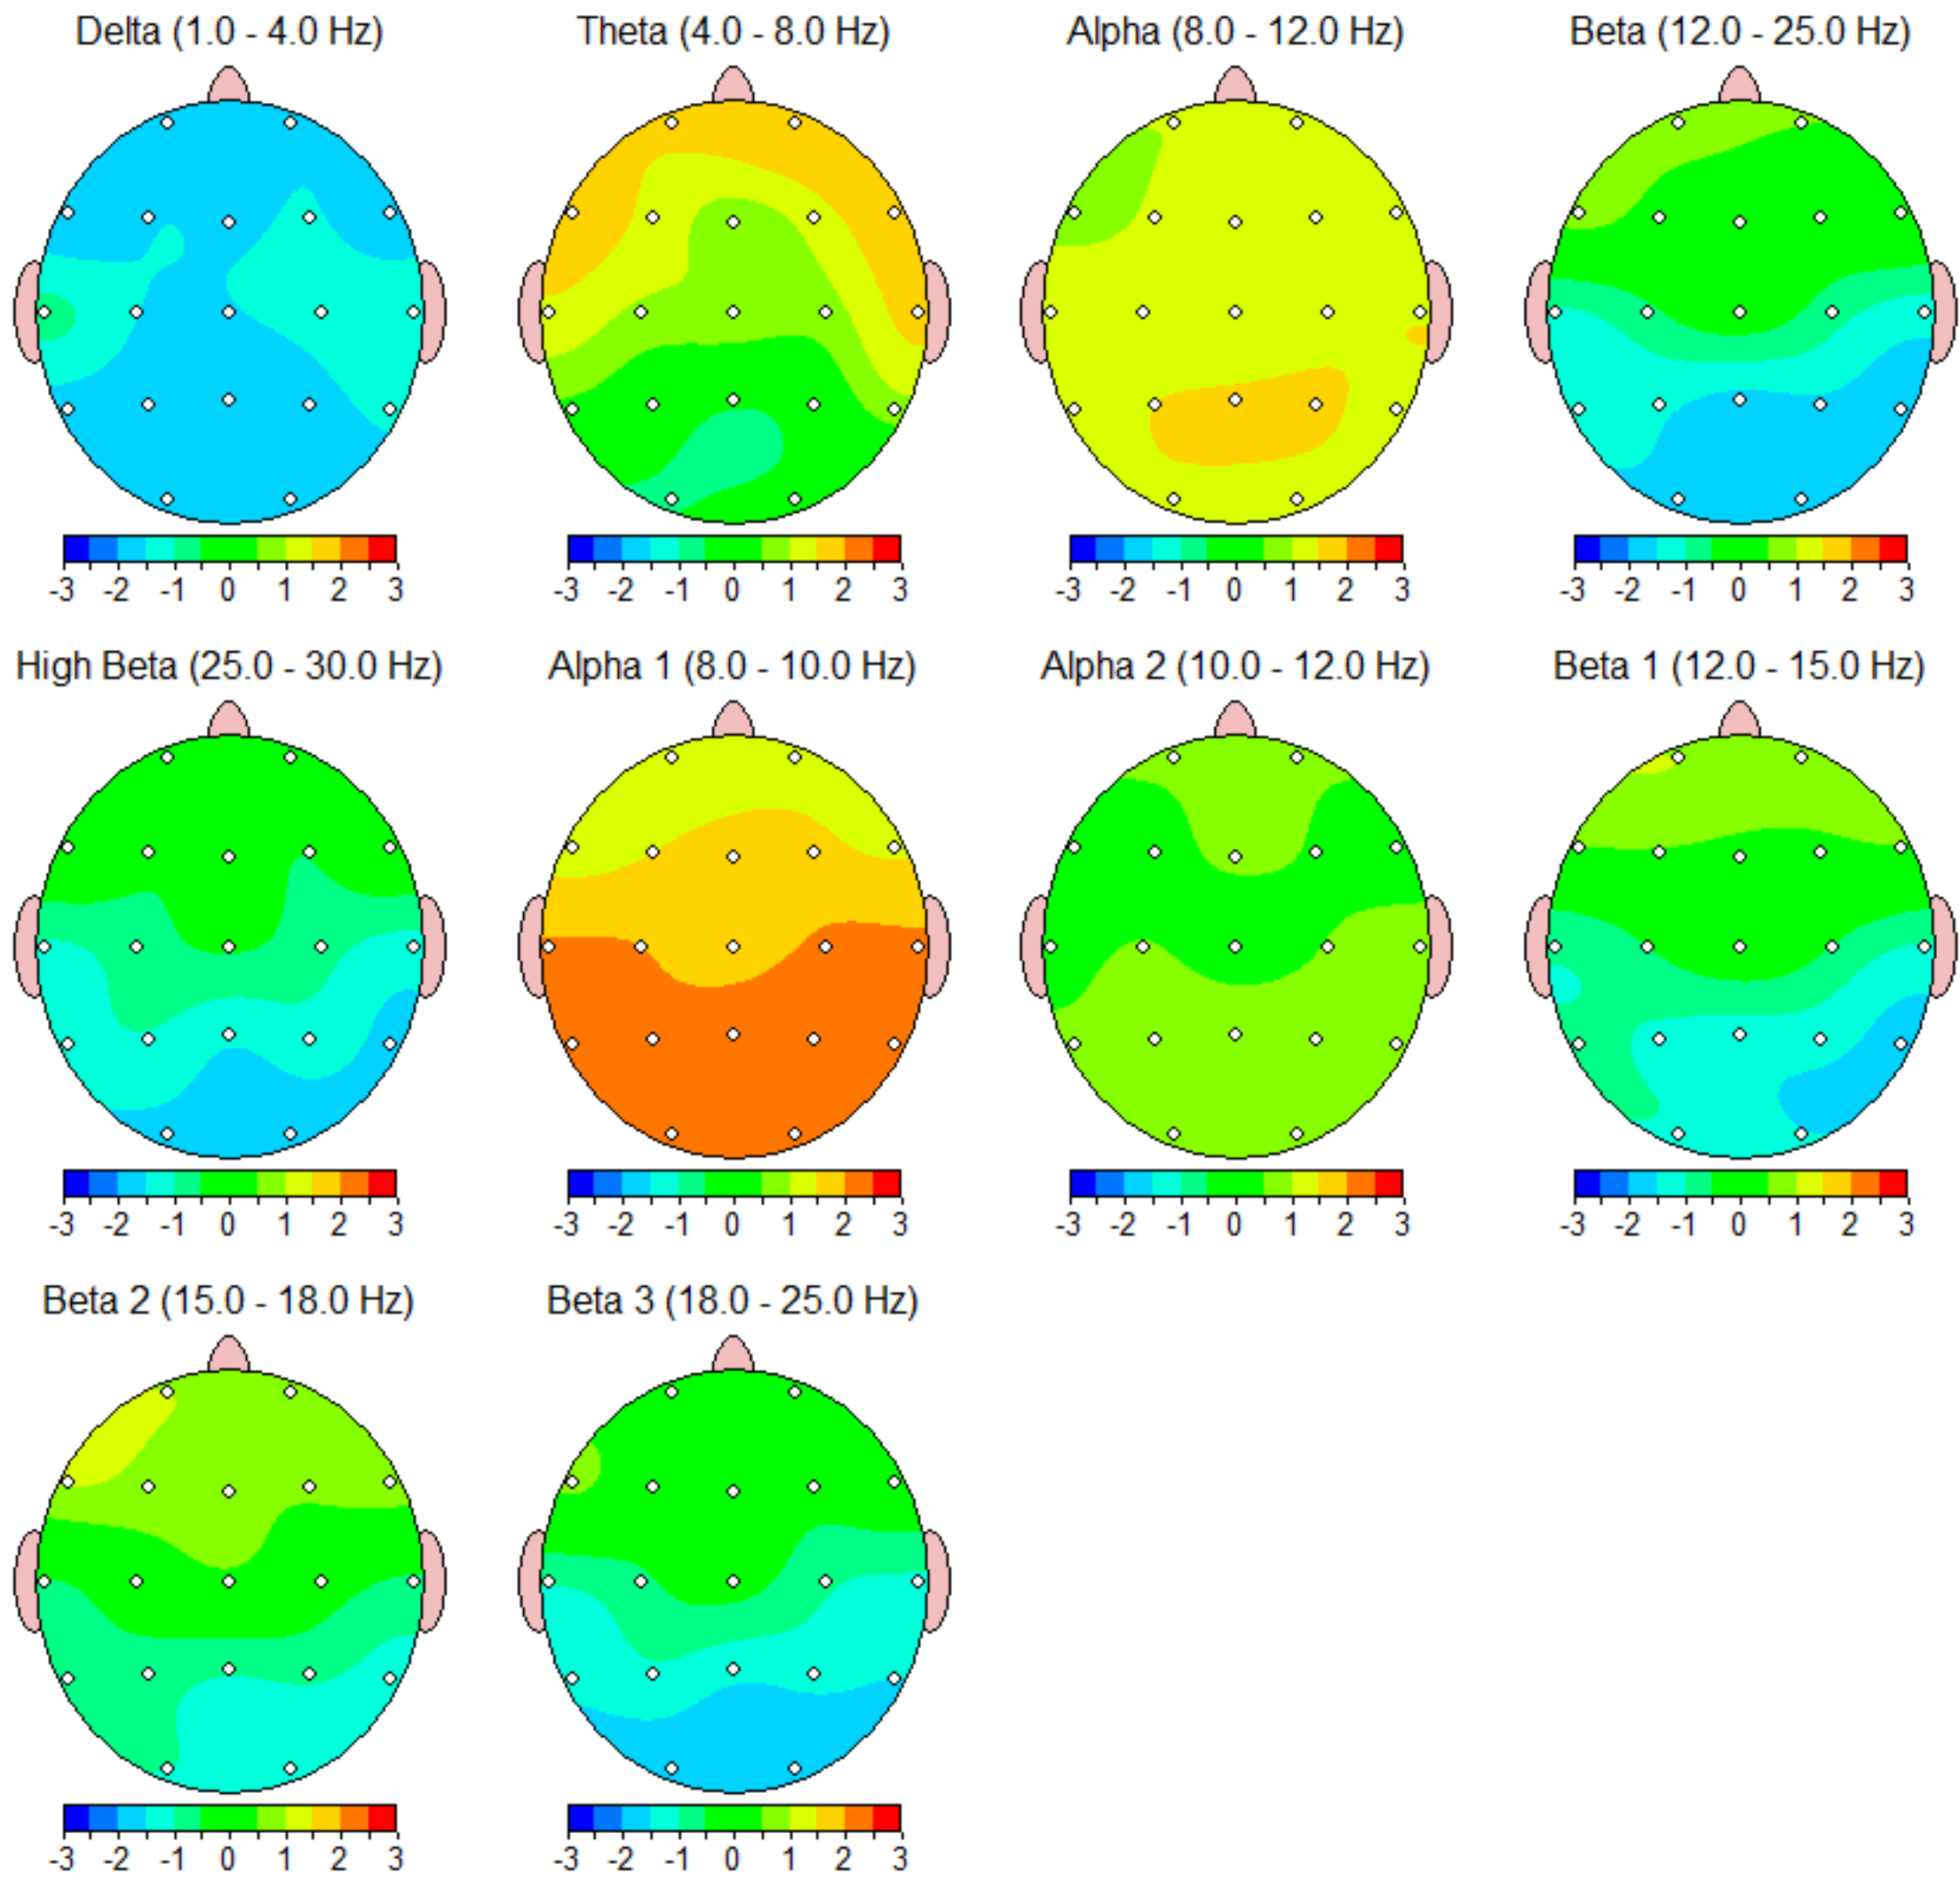 Delta (1.0 - 4.0 Hz)
Theta (4.0 - 8.0 Hz)
Alpha (8.0 - 12.0 Hz)
Beta (12.0 - 25.0 Hz)
-3 -2 -1 0 1 2 3
-3 -2 -1 0 1 2 3
-3 -2 -1 0 1 2 3
-3 -2 -1 0 1 2 3
High Beta (25.0 - 30.0 Hz)
Alpha 1 (8.0 - 10.0 Hz)
Alpha 2 (10.0 - 12.0 Hz)
Beta 1 (12.0 - 15.0 Hz)
-3 -2 -1 0 1 2 3
-3 -2 -1 0 1 2 3
-3 -2 -1 0 1 2 3
-3 -2 -1 0 1 2 3
Beta 2 (15.0 - 18.0 Hz)
Beta 3 (18.0 - 25.0 Hz)
-3 -2 -1 0 1 2 3
-3 -2 -1 0 1 2 3